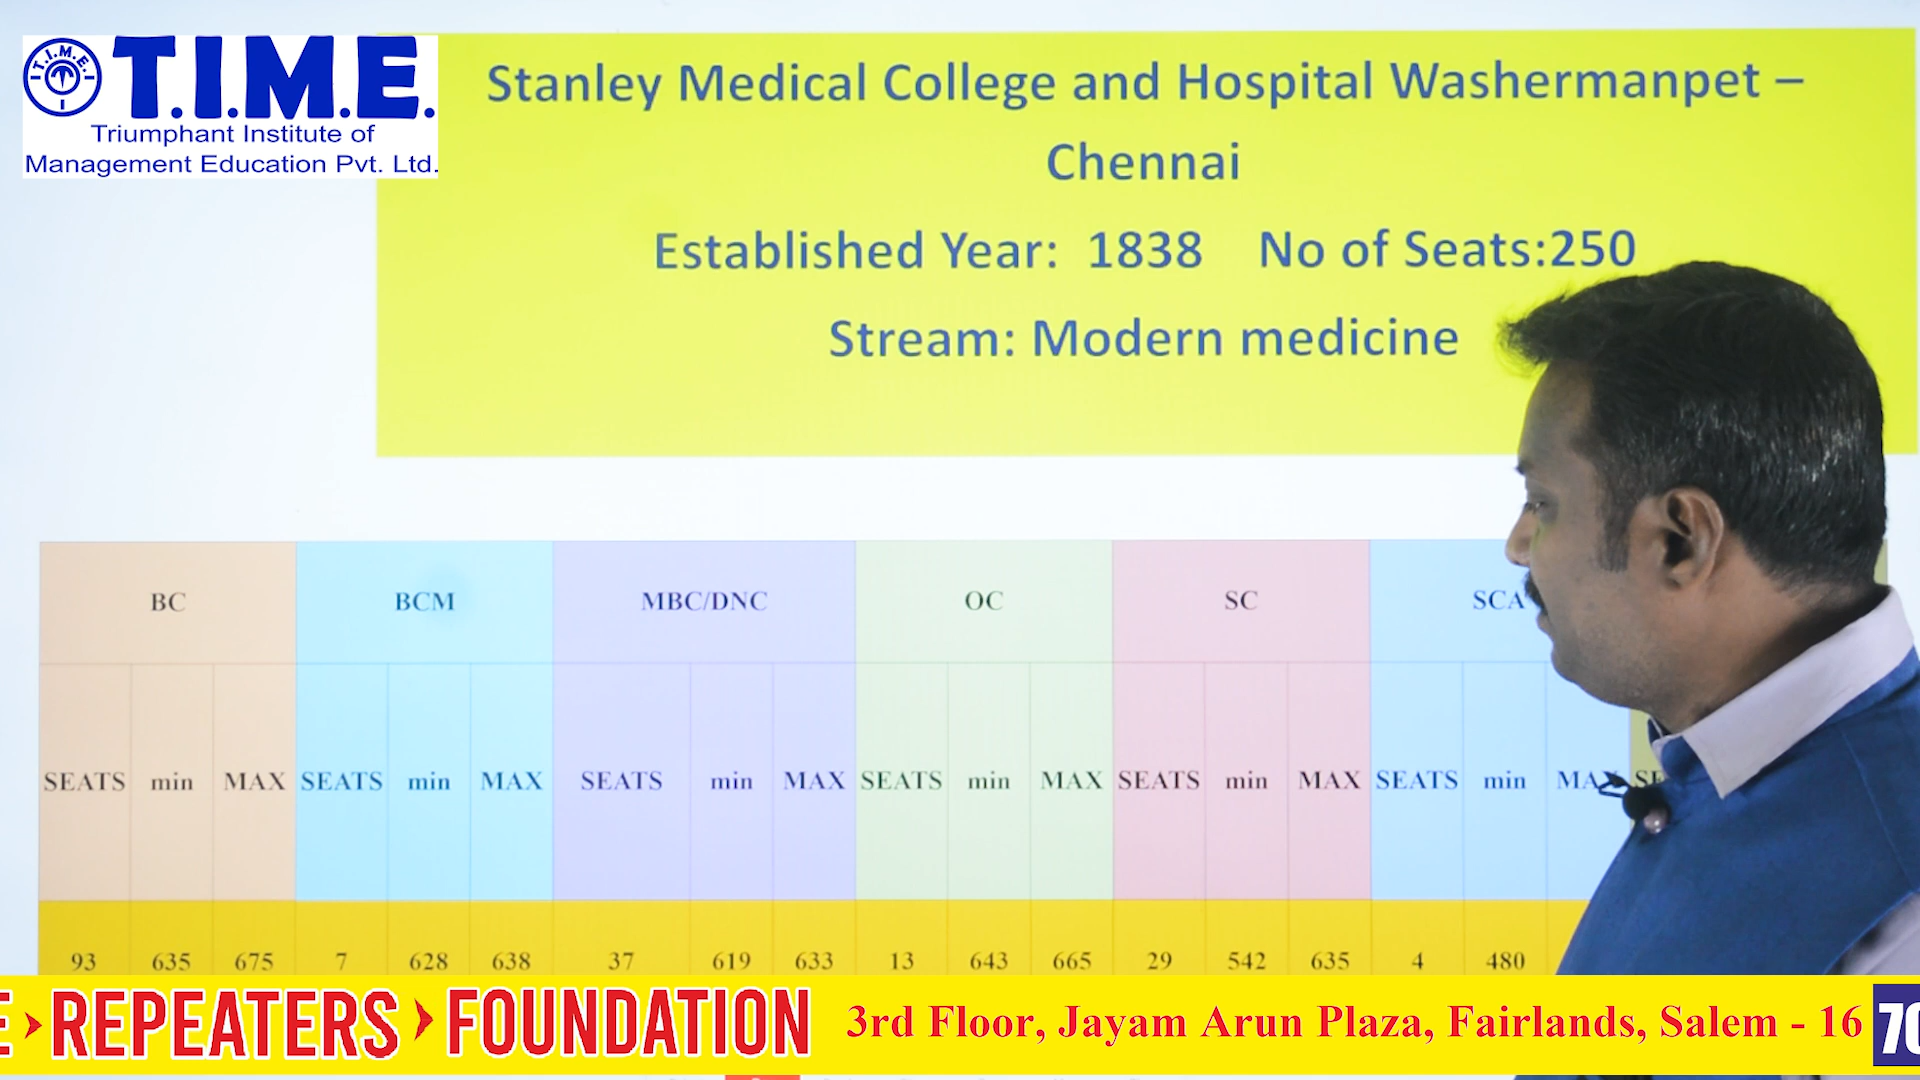 T.I.M.E.
T.I.M.E.
Triumphant Institute of
Management Education Pvt. Ltd.
Stanley Medical College and Hospital Washermanpet –
Chennai
Established Year: 1838 No of Seats:250
Stream: Modern medicine
BC BCM MBC/DNC OC SC SCA
SEATS min MAX SEATS min MAX SEATS min MAX SEATS min MAX SEATS min MAX SEATS min MAX
93 635 675 7 628 638 37 619 633 13 643 665 29 542 635 4 480
REPEATERS > FOUNDATION 3rd Floor, Jayam Arun Plaza, Fairlands, Salem - 16